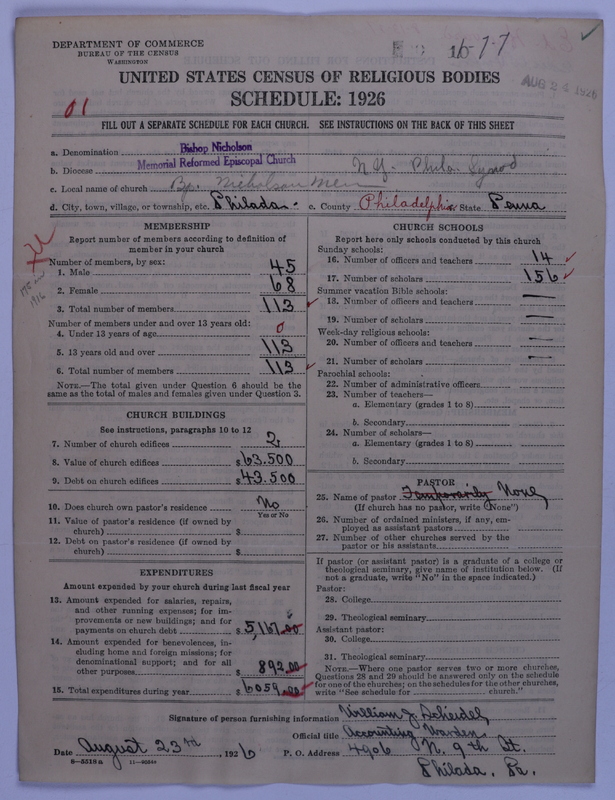 DEPARTMENT OF COMMERCE
BUREAU OF THE CENSUS
WASHINGTON
16-7-7
UNITED STATES CENSUS OF RELIGIOUS BODIES
AUG 24 1926
SCHEDULE: 1926
01
FILL OUT A SEPARATE SCHEDULE FOR EACH CHURCH. SEE INSTRUCTIONS ON THE BACK OF THIS SHEET
a. Denomination Bishop Nicholson
Memorial Reformed Episcopal Church
b. Diocese N.Y. Phila. Synod
c. Local name of church Bp. Nicholson Mem
d. City, town, village, or township, etc. Philada. e. County Philadelphia State Penna
MEMBERSHIP
Report number of members according to definition of
member in your church
Number of members, by sex:
1. Male 45
2. Female 68
3. Total number of members 113
Number of members under and over 13 years old:
4. Under 13 years of age 0
5. 13 years old and over 113
6. Total number of members 113
NOTE.—The total given under Question 6 should be the
same as the total of males and females given under Question 3.
CHURCH BUILDINGS
See instructions, paragraphs 10 to 12
7. Number of church edifices 2
8. Value of church edifices $63.500
9. Debt on church edifices $43.500
10. Does church own pastor's residence No
Yes or No
11. Value of pastor's residence (if owned by
church) $
12. Debt on pastor's residence (if owned by
church) $
EXPENDITURES
Amount expended by your church during last fiscal year
13. Amount expended for salaries, repairs,
and other running expenses; for im-
provements or new buildings; and for
payments on church debt $5,167.00
14. Amount expended for benevolences, in-
cluding home and foreign missions; for
denominational support; and for all
other purposes $892.00
15. Total expenditures during year $6059.00
CHURCH SCHOOLS
Report here only schools conducted by this church
Sunday schools:
16. Number of officers and teachers 14
17. Number of scholars 156
Summer vacation Bible schools:
18. Number of officers and teachers —
19. Number of scholars —
Week-day religious schools:
20. Number of officers and teachers —
21. Number of scholars —
Parochial schools:
22. Number of administrative officers
23. Number of teachers—
a. Elementary (grades 1 to 8)
b. Secondary
24. Number of scholars—
a. Elementary (grades 1 to 8)
b. Secondary
PASTOR
25. Name of pastor Temporarily None
(If church has no pastor, write "None")
26. Number of ordained ministers, if any, em-
ployed as assistant pastors
27. Number of other churches served by the
pastor or his assistants
If pastor (or assistant pastor) is a graduate of a college or
theological seminary, give name of institution below. (If
not a graduate, write "No" in the space indicated.)
Pastor:
28. College
29. Theological seminary
Assistant pastor:
30. College
31. Theological seminary
NOTE.—Where one pastor serves two or more churches,
Questions 28 and 29 should be answered only on the schedule
for one of the churches; on the schedules for the other churches,
write "See schedule for church."
Signature of person furnishing information William J. Scheidel
Official title Accounting Warden
Date August 23rd, 1926 P. O. Address 4906 N. 9th St.
8-5518a 11-9034
Philada, Pa.